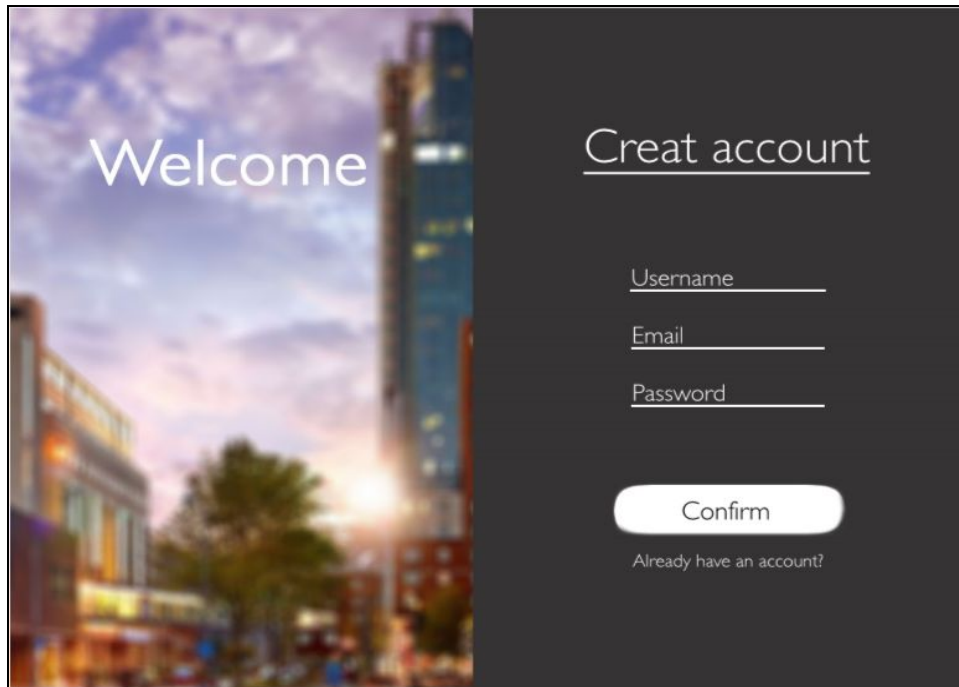 Welcome
Creat account
Username
Email
Password
Confirm
Already have an account?